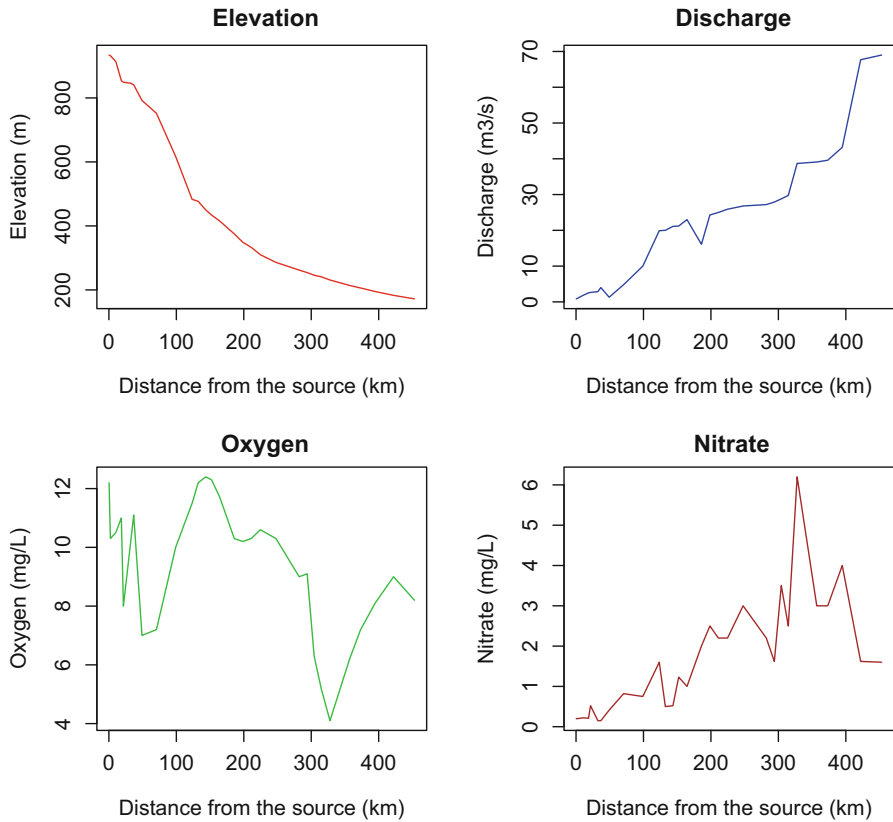 Elevation
Elevation (m)
800
600
400
200
0 100 200 300 400
Distance from the source (km)
Discharge
Discharge (m3/s)
70
50
30
10
0
0 100 200 300 400
Distance from the source (km)
Oxygen
Oxygen (mg/L)
12
10
8
6
4
0 100 200 300 400
Distance from the source (km)
Nitrate
Nitrate (mg/L)
6
5
4
3
2
1
0
0 100 200 300 400
Distance from the source (km)